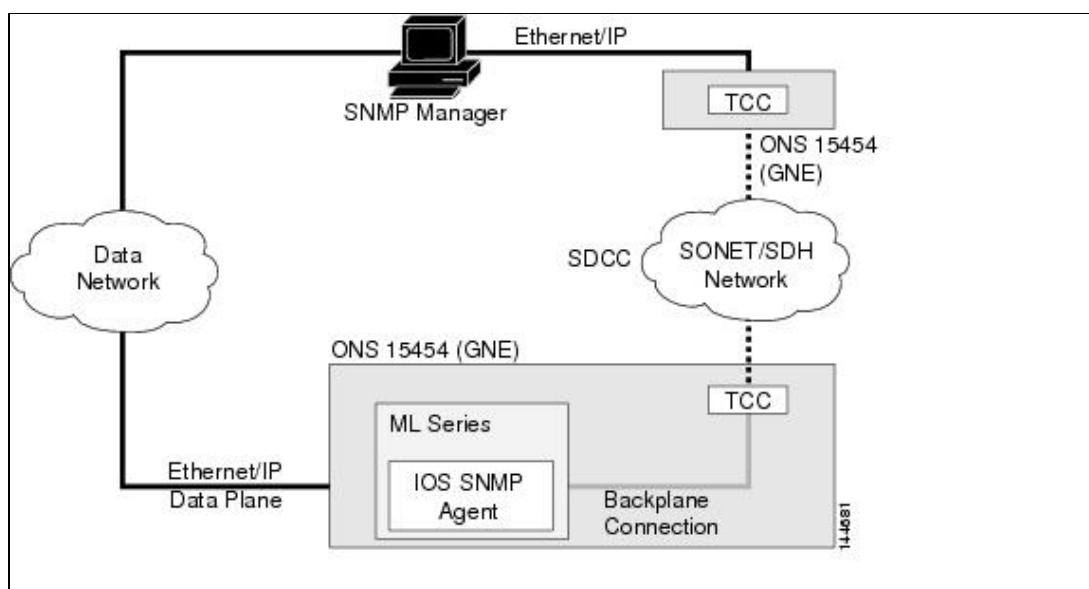 Ethernet/IP
SNMP Manager
TCC
ONS 15454
(GNE)
Data
Network
SDCC
SONET/SDH
Network
ONS 15454 (GNE)
TCC
ML Series
IOS SNMP
Agent
Ethernet/IP
Data Plane
Backplane
Connection
144681